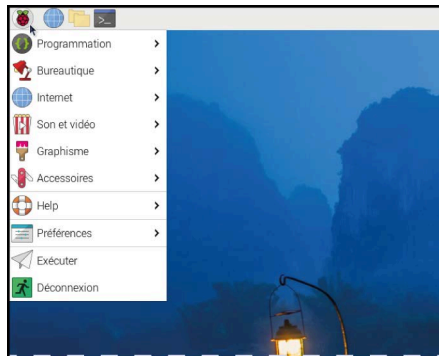 >_
Programmation
Bureautique
Internet
Son et vidéo
Graphisme
Accessoires
Help
Préférences
Exécuter
Déconnexion